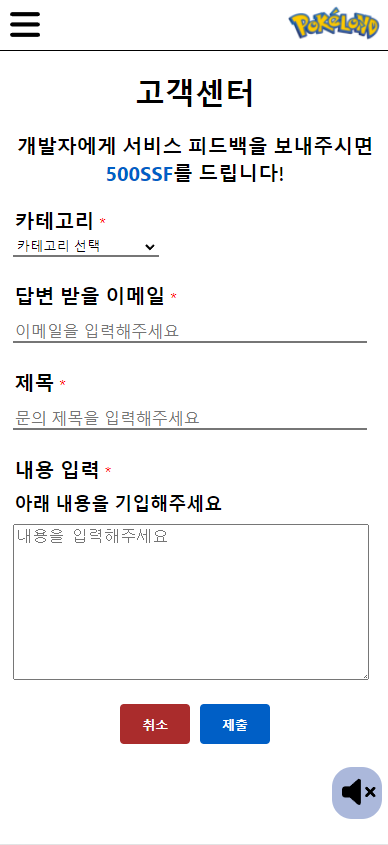 PokéLand
고객센터
개발자에게 서비스 피드백을 보내주시면
500SSF를 드립니다!
카테고리 *
카테고리 선택
답변 받을 이메일 *
이메일을 입력해주세요
제목 *
문의 제목을 입력해주세요
내용 입력 *
아래 내용을 기입해주세요
내용을 입력해주세요
취소 제출